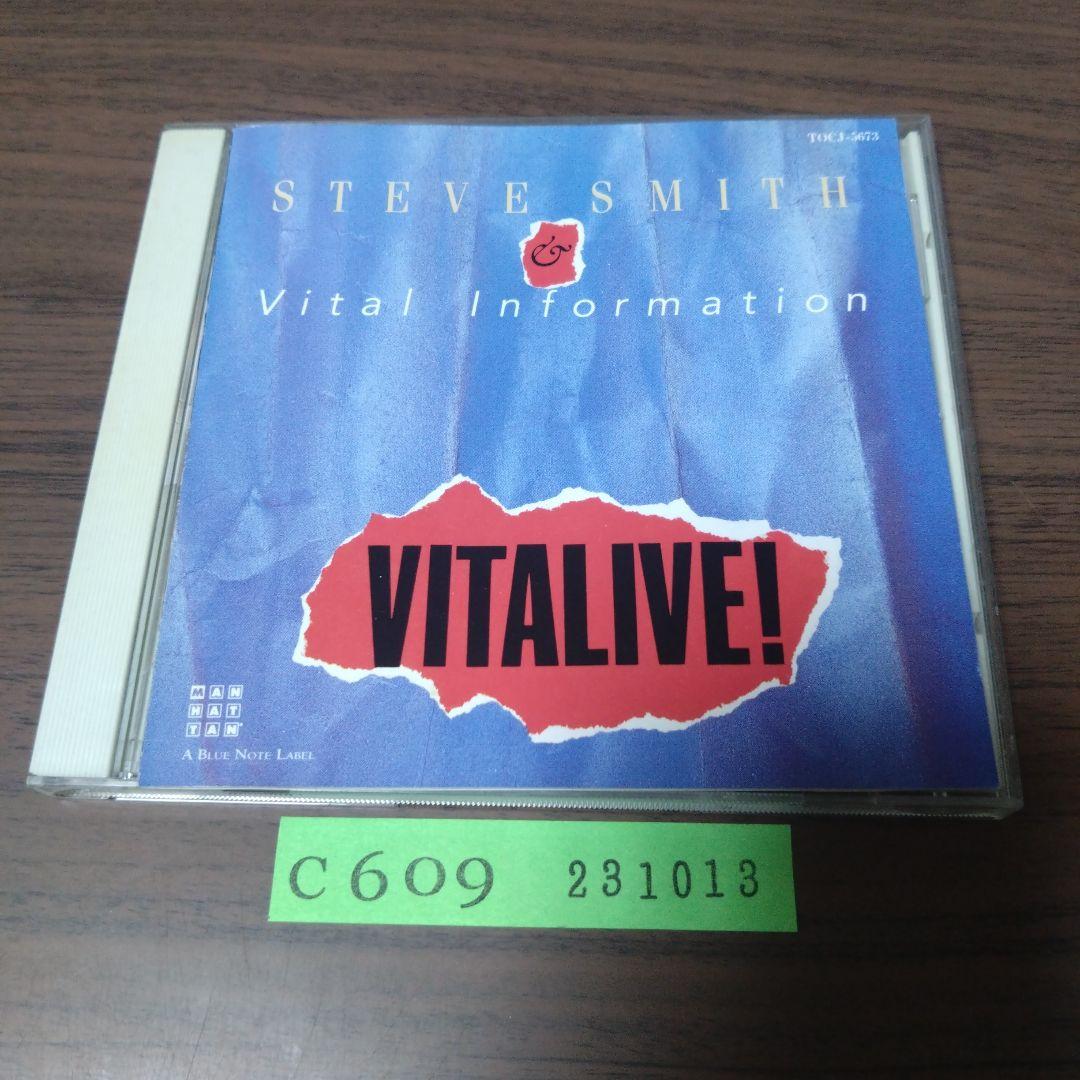 TOCJ-5673
STEVE SMITH
&
Vital Information
VITALIVE!
MAN
HAT
TAN
A BLUE NOTE LABEL
C609 231013